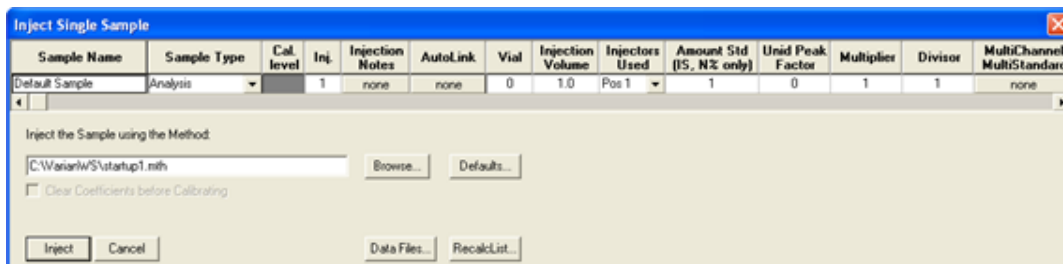 Inject Single Sample
Sample Name Sample Type Cal. level Inj. Injection Notes AutoLink Vial Injection Volume Injectors Used Amount Std (IS, N% only) Unid Peak Factor Multiplier Divisor MultiChannel MultiStandard
Default Sample Analysis 1 none none 0 1.0 Pos 1 1 0 1 1 none
Inject the Sample using the Method:
C:\VarianWS\startup1.mth Browse... Defaults...
Clear Coefficients before Calibrating
Inject Cancel Data Files... RecalcList...